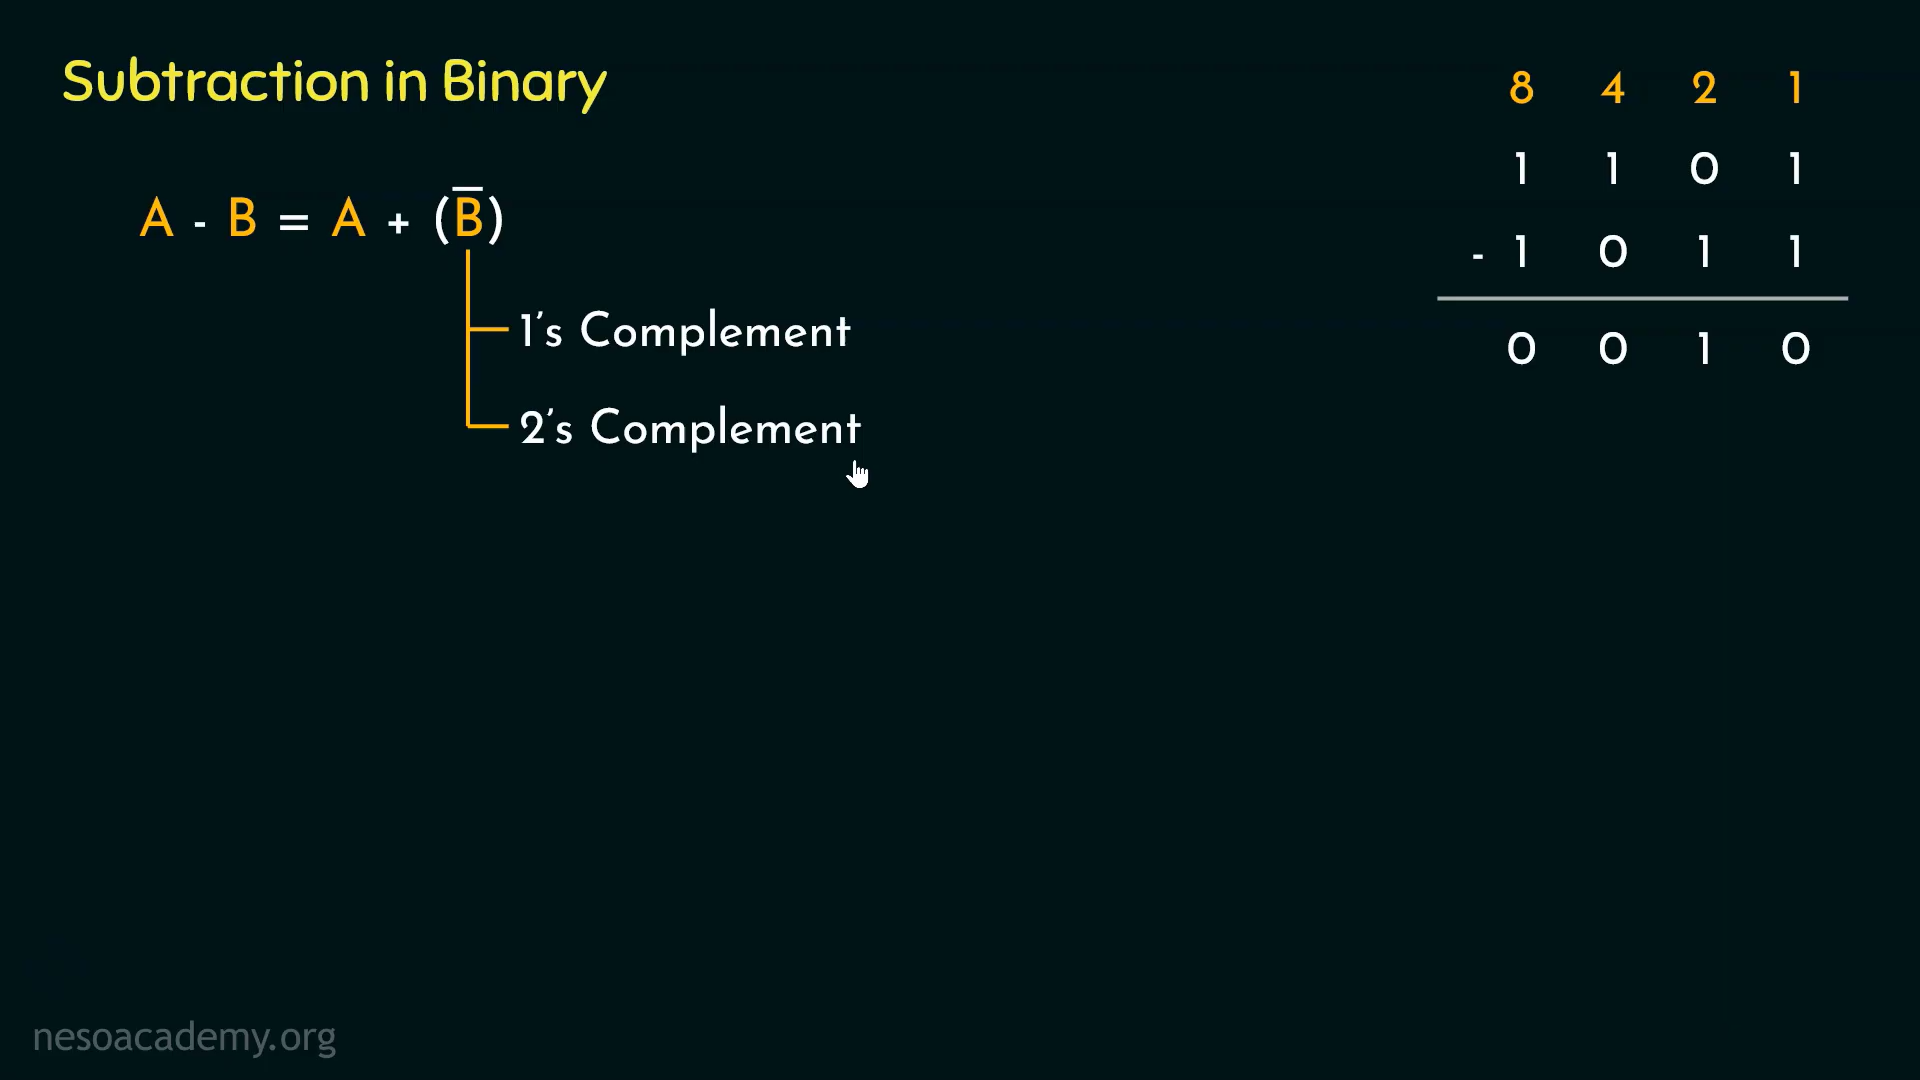 Subtraction in Binary
A - B = A + (B̅)
1's Complement
2's Complement
8 4 2 1
1 1 0 1
- 1 0 1 1
0 0 1 0
nesoacademy.org